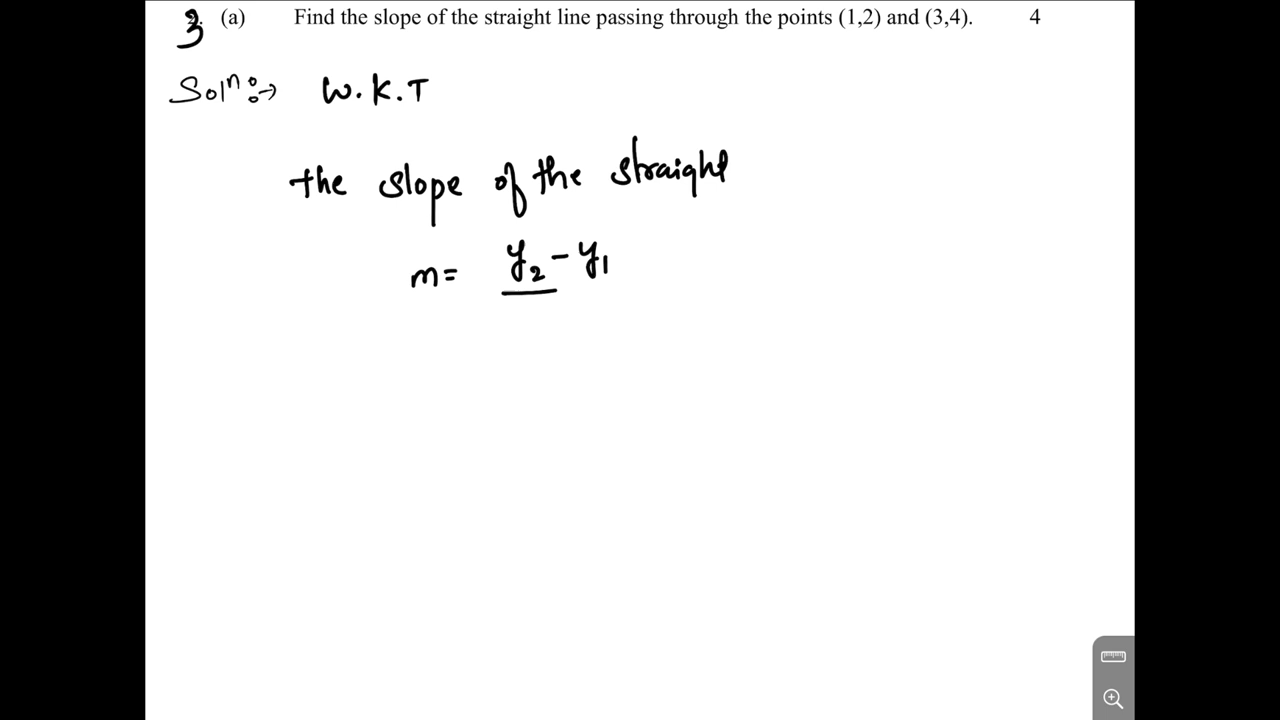 3 (a) Find the slope of the straight line passing through the points (1,2) and (3,4). 4
Solⁿ:→ W.K.T
the slope of the straight
m= y₂-y₁